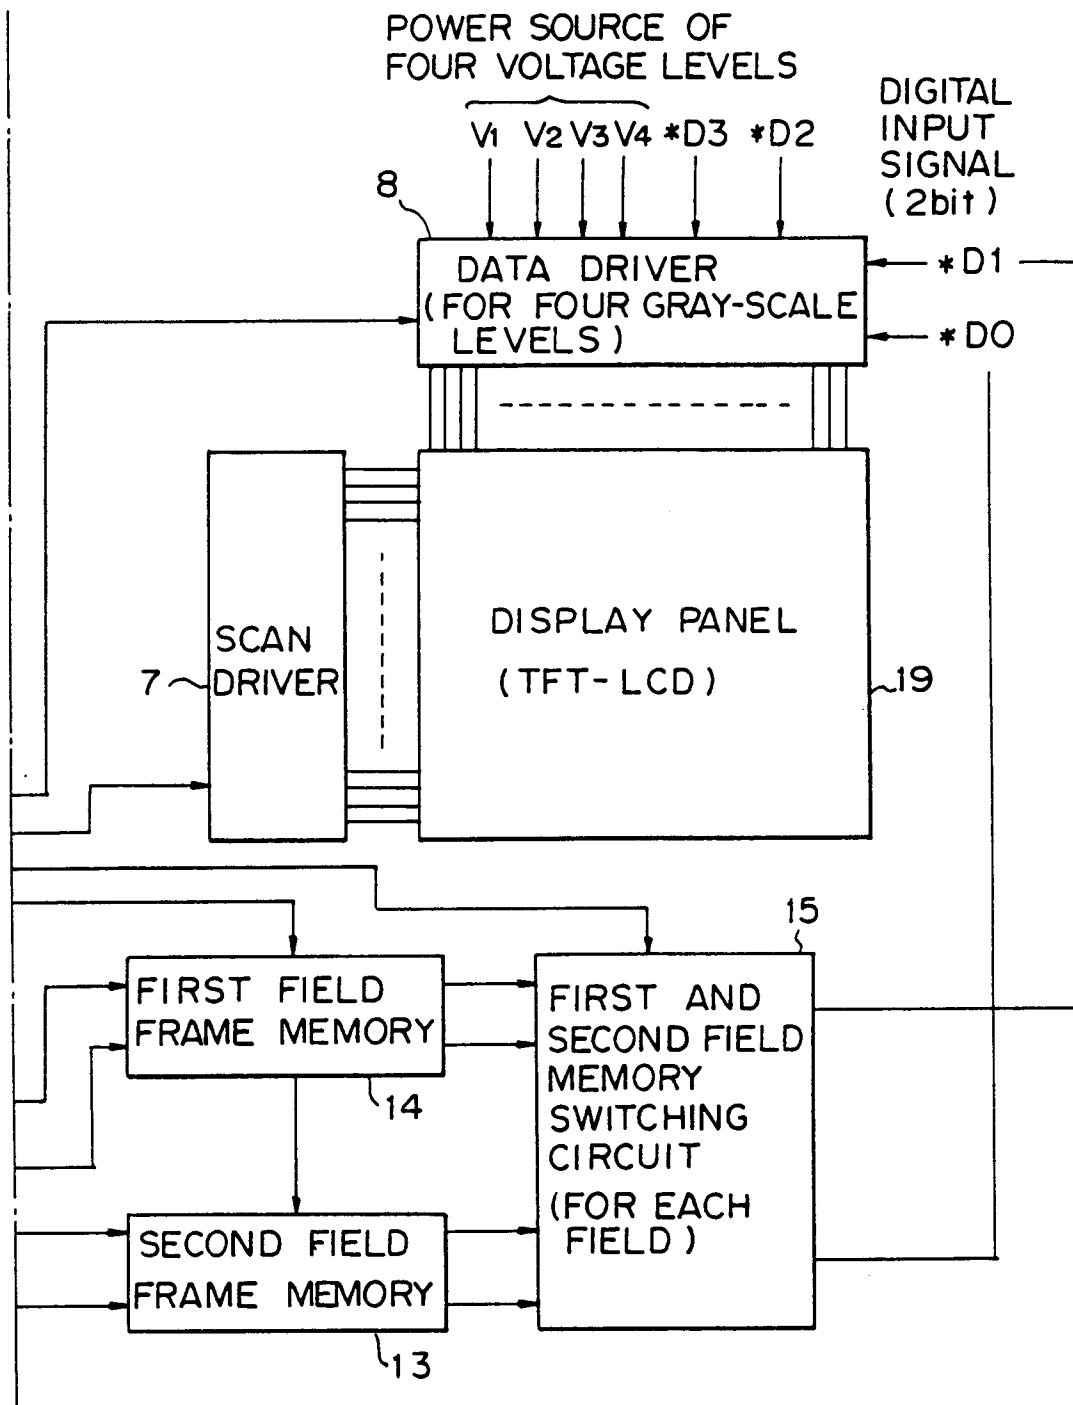 POWER SOURCE OF
FOUR VOLTAGE LEVELS
V1 V2 V3 V4 *D3 *D2
DIGITAL
INPUT
SIGNAL
(2bit)
8
DATA DRIVER
(FOR FOUR GRAY-SCALE
LEVELS)
*D1
*D0
SCAN
DRIVER
7
DISPLAY PANEL
(TFT-LCD)
19
15
FIRST FIELD
FRAME MEMORY
14
FIRST AND
SECOND FIELD
MEMORY
SWITCHING
CIRCUIT
(FOR EACH
FIELD)
SECOND FIELD
FRAME MEMORY
13